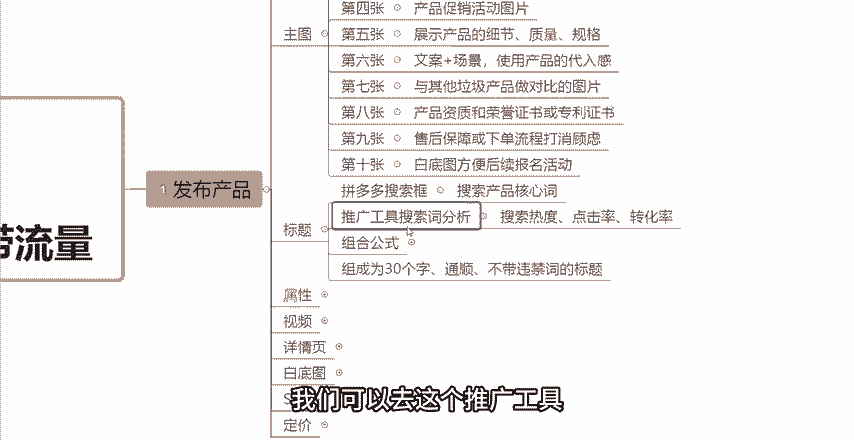 主图
第四张 产品促销活动图片
第五张 展示产品的细节、质量、规格
第六张 文案+场景，使用产品的代入感
第七张 与其他垃圾产品做对比的图片
第八张 产品资质和荣誉证书或专利证书
第九张 售后保障或下单流程打消顾虑
第十张 白底图方便后续报名活动
1 发布产品
带流量
标题
拼多多搜索框 搜索产品核心词
推广工具搜索词分析 搜索热度、点击率、转化率
组合公式
组成为30个字、通顺、不带违禁词的标题
属性
视频
详情页
白底图
定价
我们可以去这个推广工具